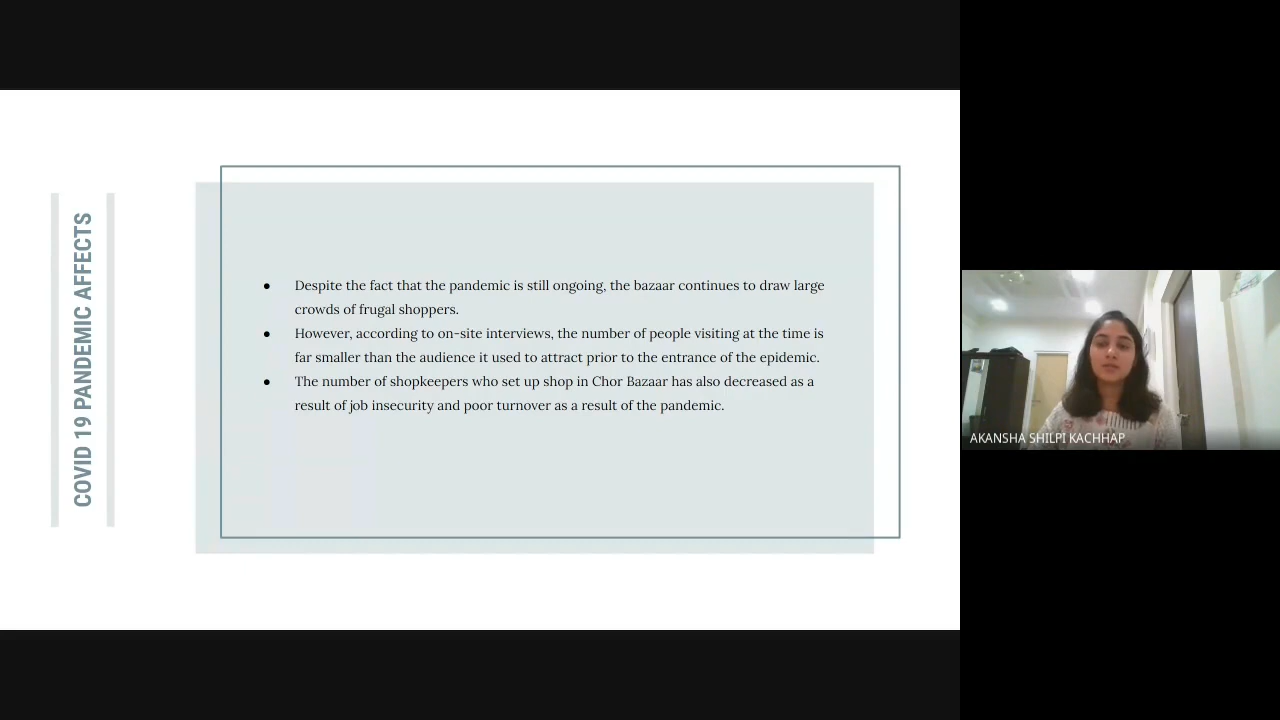 COVID 19 PANDEMIC AFFECTS
● Despite the fact that the pandemic is still ongoing, the bazaar continues to draw large
crowds of frugal shoppers.
● However, according to on-site interviews, the number of people visiting at the time is
far smaller than the audience it used to attract prior to the entrance of the epidemic.
● The number of shopkeepers who set up shop in Chor Bazaar has also decreased as a
result of job insecurity and poor turnover as a result of the pandemic.
AKANSHA SHILPI KACHHAP